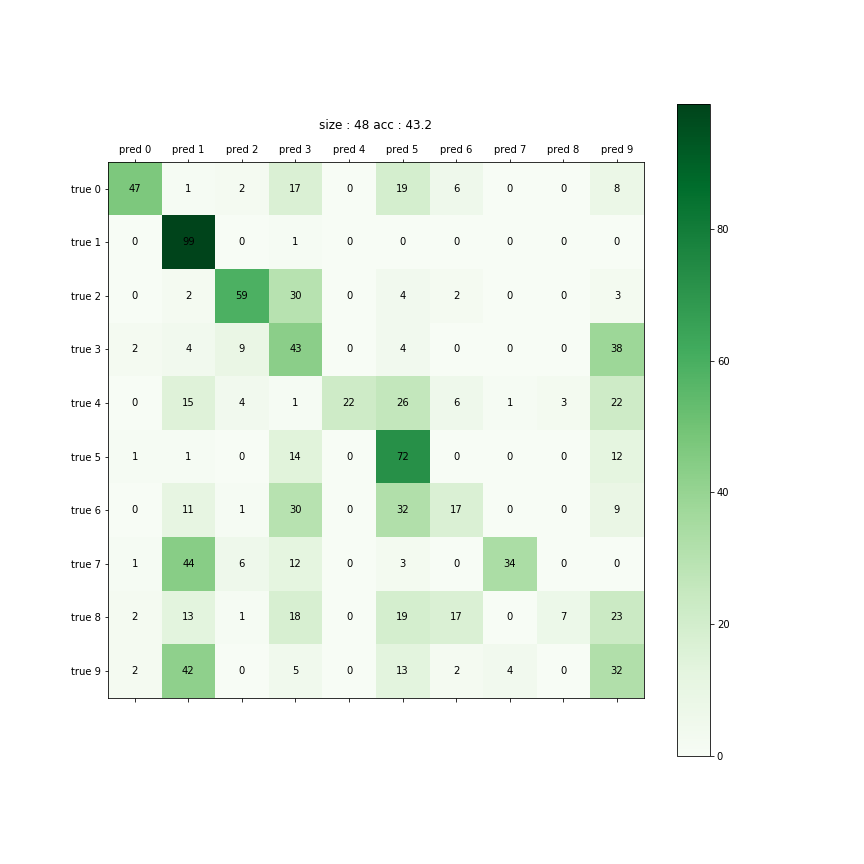 size : 48 acc : 43.2
pred 0 pred 1 pred 2 pred 3 pred 4 pred 5 pred 6 pred 7 pred 8 pred 9
true 0 47 1 2 17 0 19 6 0 0 8
true 1 0 99 0 1 0 0 0 0 0 0
true 2 0 2 59 30 0 4 2 0 0 3
true 3 2 4 9 43 0 4 0 0 0 38
true 4 0 15 4 1 22 26 6 1 3 22
true 5 1 1 0 14 0 72 0 0 0 12
true 6 0 11 1 30 0 32 17 0 0 9
true 7 1 44 6 12 0 3 0 34 0 0
true 8 2 13 1 18 0 19 17 0 7 23
true 9 2 42 0 5 0 13 2 4 0 32
80
60
40
20
0